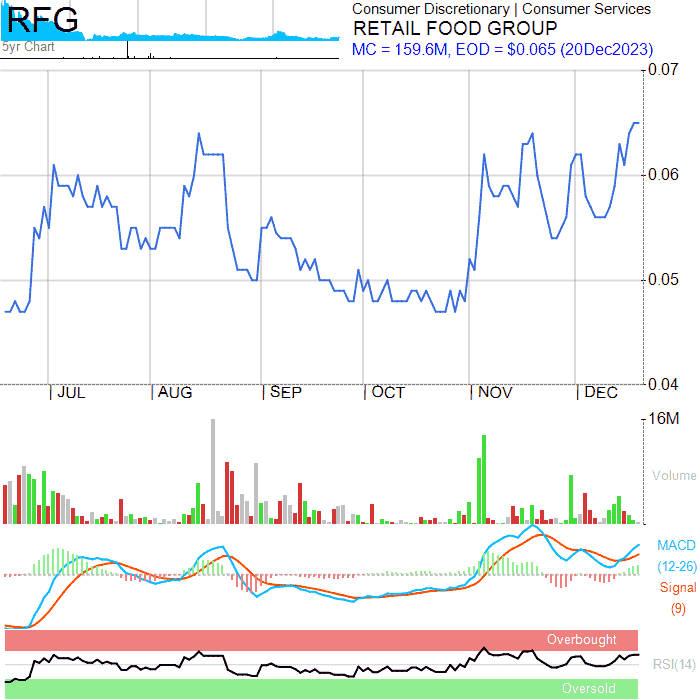 RFG
5yr Chart
Consumer Discretionary | Consumer Services
RETAIL FOOD GROUP
MC = 159.6M, EOD = $0.065 (20Dec2023)
0.07
0.06
0.05
0.04
JUL AUG SEP OCT NOV DEC
16M
Volume
MACD
(12-26)
Signal
(9)
Overbought
RSI(14)
Oversold